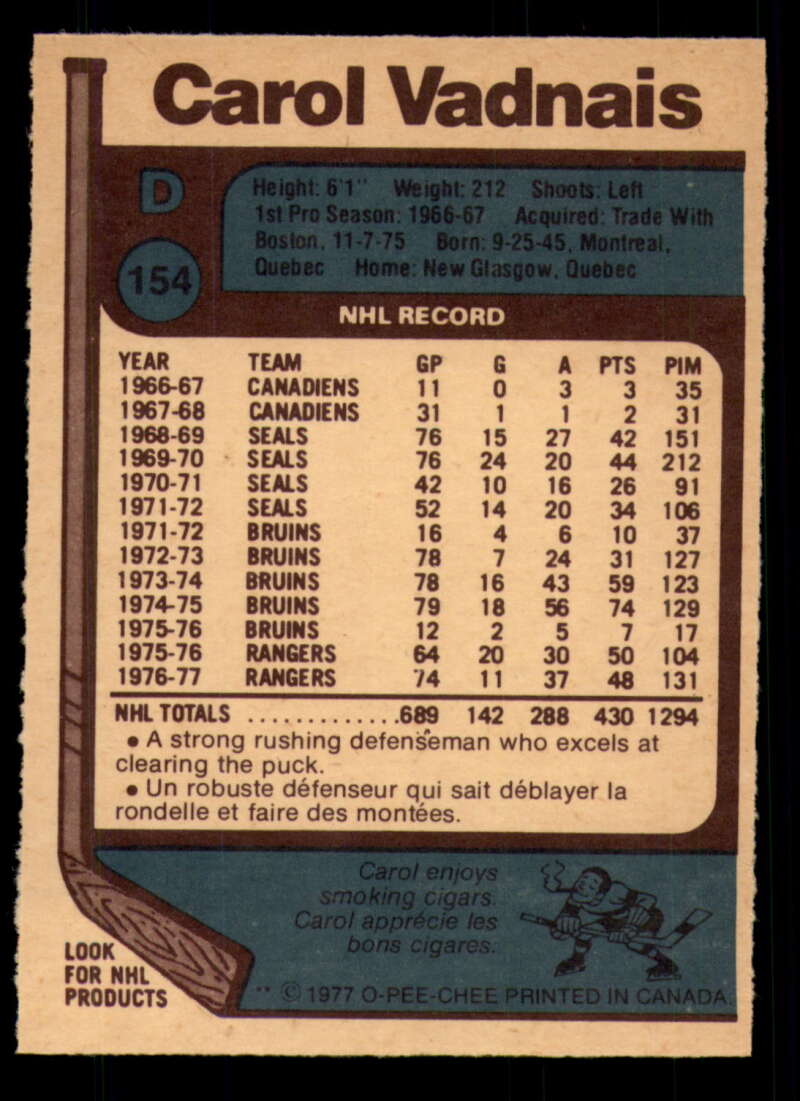 Carol Vadnais
D
154
Height: 6'1" Weight: 212 Shoots: Left
1st Pro Season: 1966-67 Acquired: Trade With
Boston, 11-7-75 Born: 9-25-45, Montreal,
Quebec Home: New Glasgow, Quebec
NHL RECORD
YEAR TEAM GP G A PTS PIM
1966-67 CANADIENS 11 0 3 3 35
1967-68 CANADIENS 31 1 1 2 31
1968-69 SEALS 76 15 27 42 151
1969-70 SEALS 76 24 20 44 212
1970-71 SEALS 42 10 16 26 91
1971-72 SEALS 52 14 20 34 106
1971-72 BRUINS 16 4 6 10 37
1972-73 BRUINS 78 7 24 31 127
1973-74 BRUINS 78 16 43 59 123
1974-75 BRUINS 79 18 56 74 129
1975-76 BRUINS 12 2 5 7 17
1975-76 RANGERS 64 20 30 50 104
1976-77 RANGERS 74 11 37 48 131
NHL TOTALS .............689 142 288 430 1294
• A strong rushing defenseman who excels at
clearing the puck.
• Un robuste défenseur qui sait déblayer la
rondelle et faire des montées.
Carol enjoys
smoking cigars.
Carol apprécie les
bons cigares.
LOOK
FOR NHL
PRODUCTS
** © 1977 O-PEE-CHEE PRINTED IN CANADA.